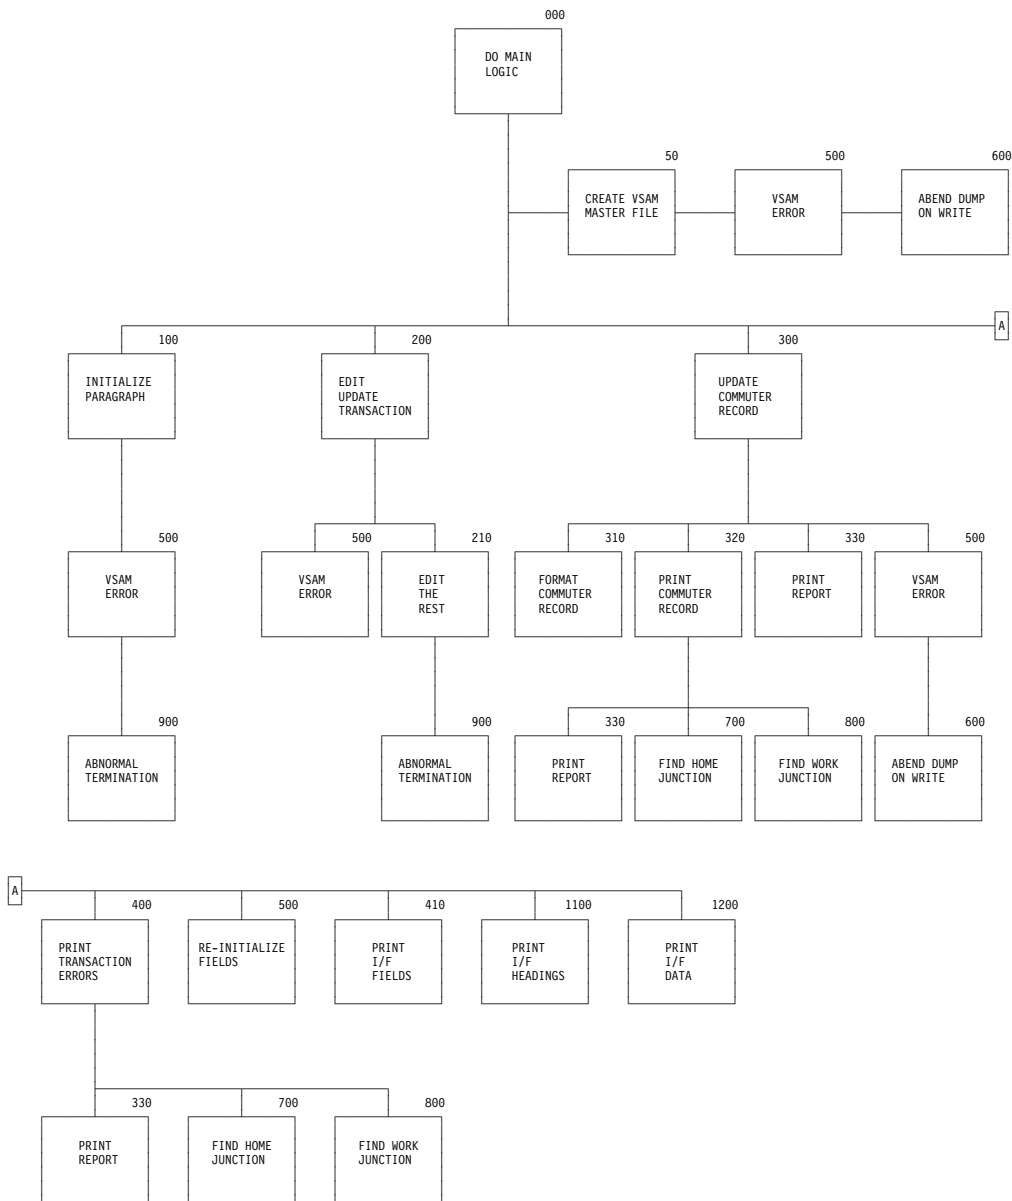 000
DO MAIN
LOGIC
50
500
600
CREATE VSAM
MASTER FILE
VSAM
ERROR
ABEND DUMP
ON WRITE
A
100
200
300
INITIALIZE
PARAGRAPH
EDIT
UPDATE
TRANSACTION
UPDATE
COMMUTER
RECORD
500
500
210
310
320
330
500
VSAM
ERROR
VSAM
ERROR
EDIT
THE
REST
FORMAT
COMMUTER
RECORD
PRINT
COMMUTER
RECORD
PRINT
REPORT
VSAM
ERROR
900
900
330
700
800
600
ABNORMAL
TERMINATION
ABNORMAL
TERMINATION
PRINT
REPORT
FIND HOME
JUNCTION
FIND WORK
JUNCTION
ABEND DUMP
ON WRITE
A
400
500
410
1100
1200
PRINT
TRANSACTION
ERRORS
RE-INITIALIZE
FIELDS
PRINT
I/F
FIELDS
PRINT
I/F
HEADINGS
PRINT
I/F
DATA
330
700
800
PRINT
REPORT
FIND HOME
JUNCTION
FIND WORK
JUNCTION